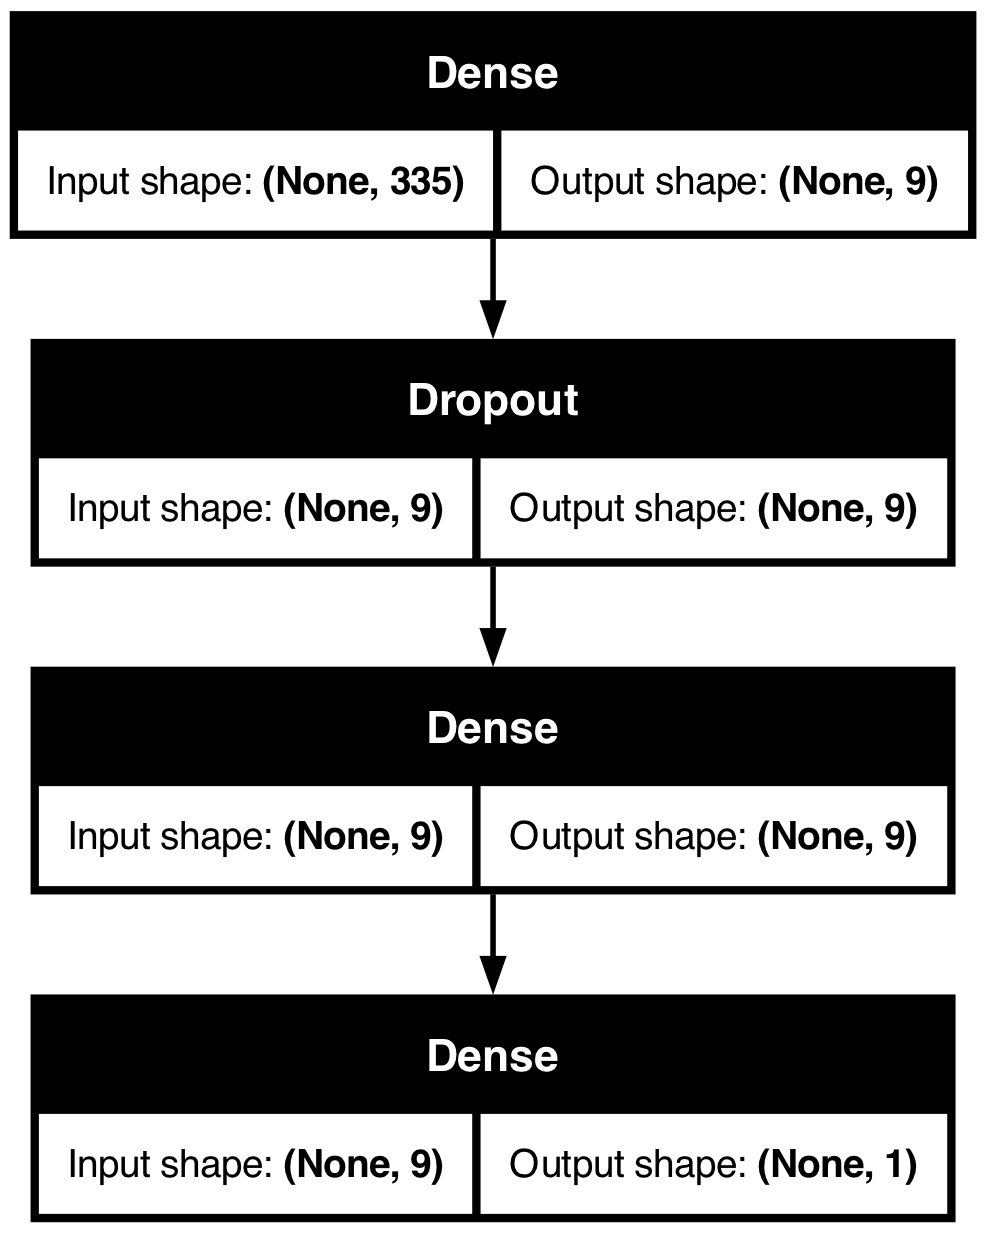 Dense
Input shape: (None, 335) Output shape: (None, 9)
Dropout
Input shape: (None, 9) Output shape: (None, 9)
Dense
Input shape: (None, 9) Output shape: (None, 9)
Dense
Input shape: (None, 9) Output shape: (None, 1)